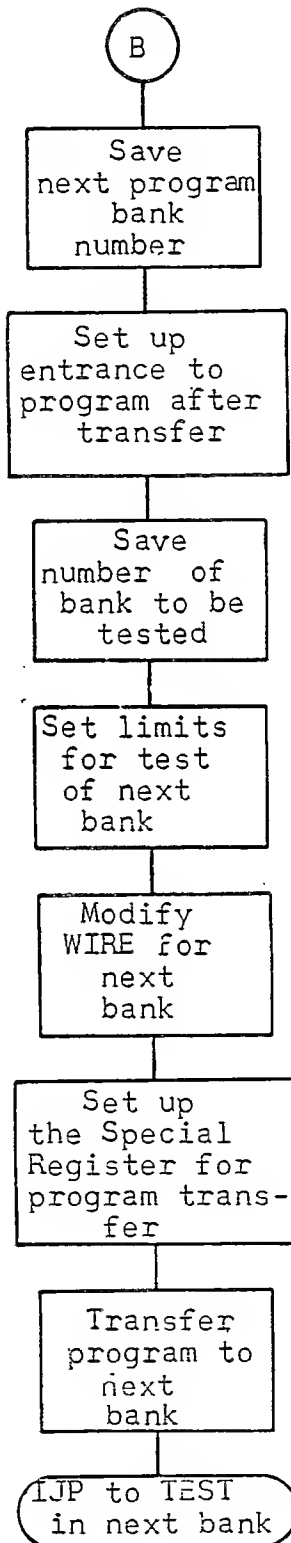 B
Save
next program
bank
number
Set up
entrance to
program after
transfer
Save
number of
bank to be
tested
Set limits
for test
of next
bank
Modify
WIRE for
next
bank
Set up
the Special
Register for
program trans-
fer
Transfer
program to
next
bank
IJP to TEST
in next bank